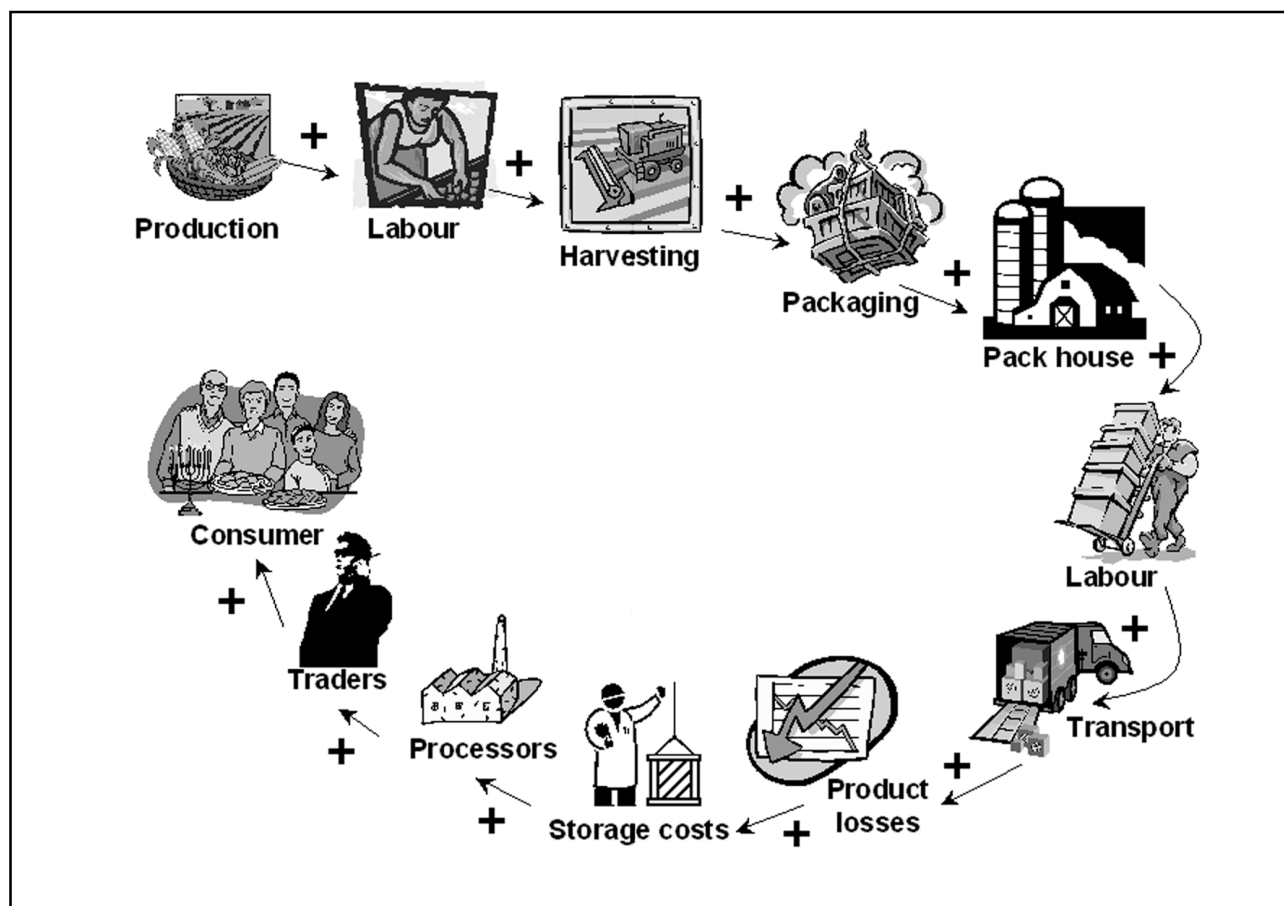 +
+
+
+
+
Production
Labour
Harvesting
Packaging
Pack house
Labour
+
Transport
+
Product
losses
+
Storage costs
+
Processors
+
Traders
+
Consumer